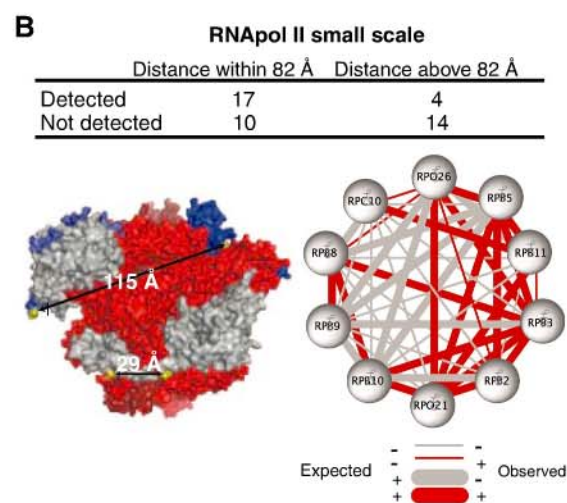 B
RNApol II small scale
Distance within 82 Å Distance above 82 Å
Detected 17 4
Not detected 10 14
115 Å
29 Å
RPO26
RPC10 RPB5
RPB8 RPB11
RPB9 RPB3
RPB10 RPB2
RPO21
- -
- +
Expected Observed
+ -
+ +